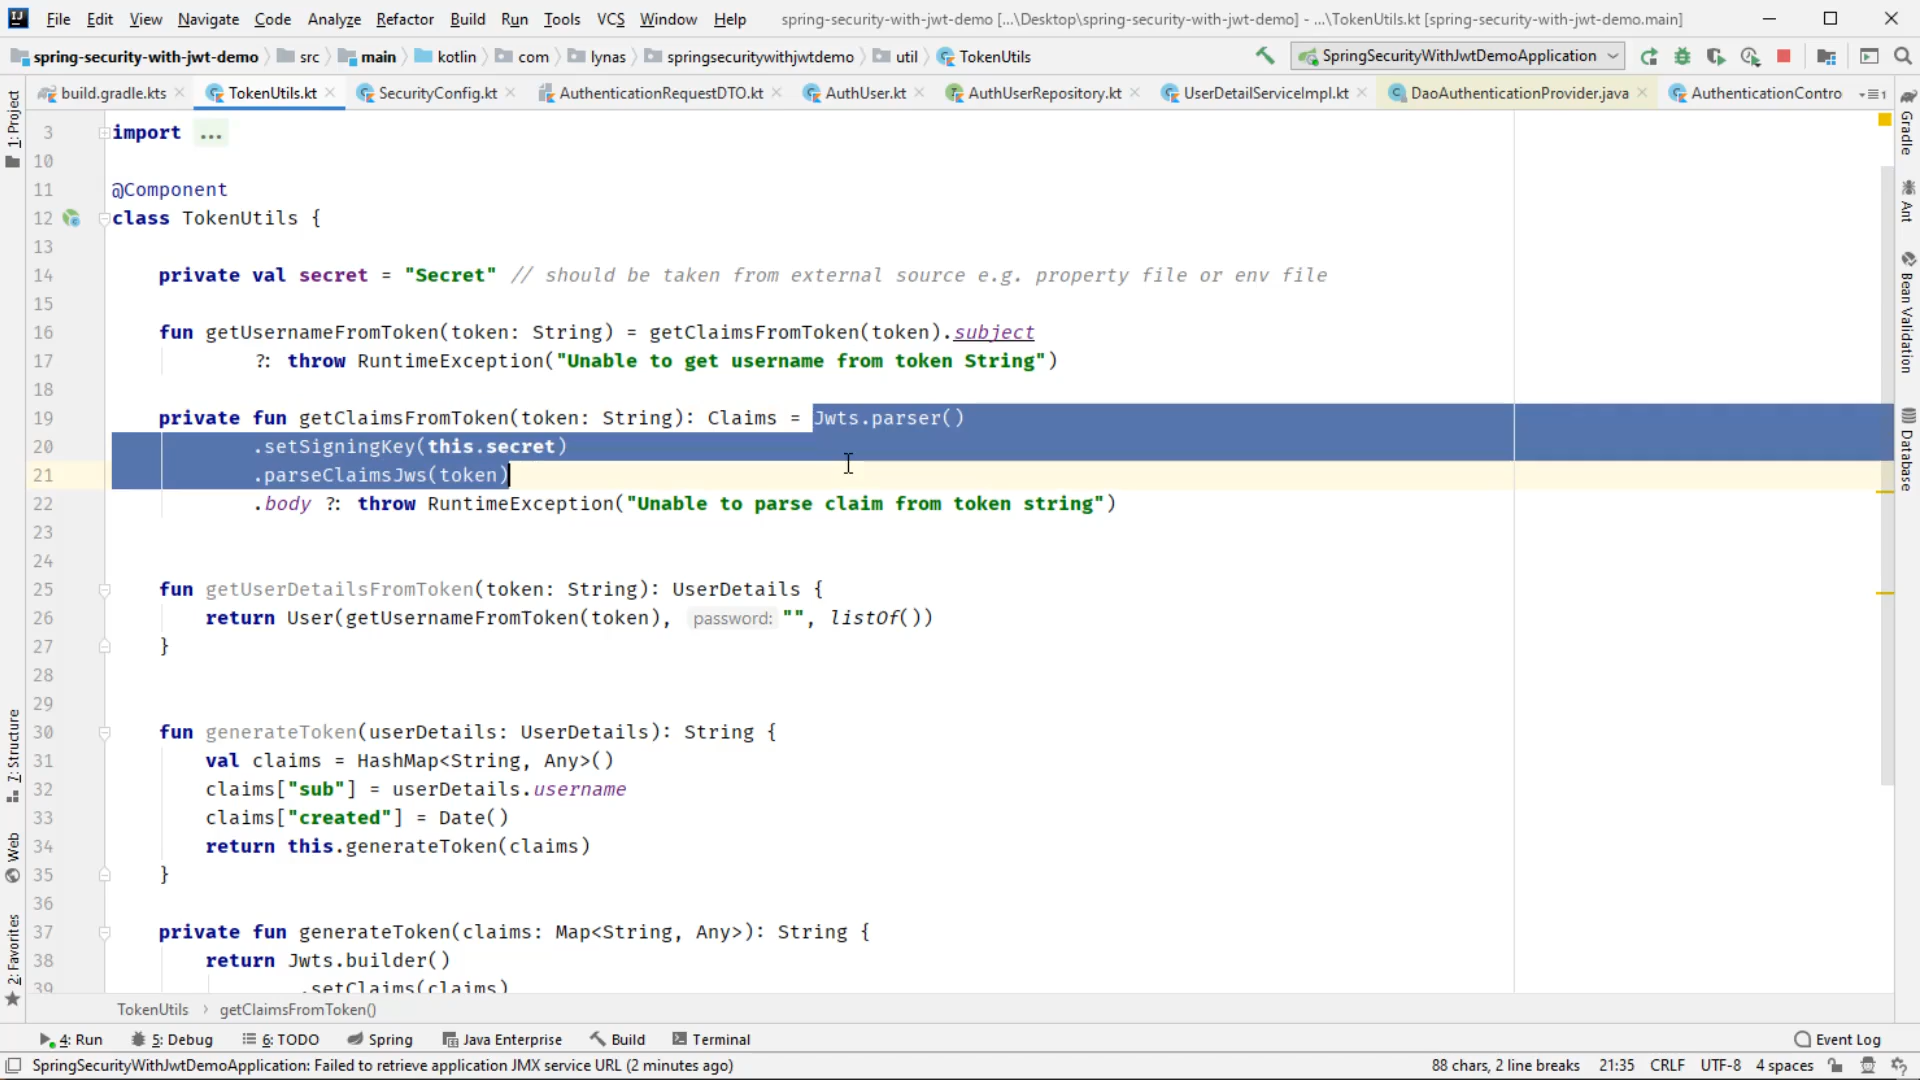 File Edit View Navigate Code Analyze Refactor Build Run Tools VCS Window Help spring-security-with-jwt-demo [...\Desktop\spring-security-with-jwt-demo] - ...\TokenUtils.kt [spring-security-with-jwt-demo.main]
spring-security-with-jwt-demo src main kotlin com lynas springsecuritywithjwtdemo util TokenUtils SpringSecurityWithJwtDemoApplication
build.gradle.kts TokenUtils.kt SecurityConfig.kt AuthenticationRequestDTO.kt AuthUser.kt AuthUserRepository.kt UserDetailServiceImpl.kt DaoAuthenticationProvider.java AuthenticationContro
1: Project
7: Structure
Web
2: Favorites
3 import ...
10
11 @Component
12 class TokenUtils {
13
14 private val secret = "Secret" // should be taken from external source e.g. property file or env file
15
16 fun getUsernameFromToken(token: String) = getClaimsFromToken(token).subject
17 ?: throw RuntimeException("Unable to get username from token String")
18
19 private fun getClaimsFromToken(token: String): Claims = Jwts.parser()
20 .setSigningKey(this.secret)
21 .parseClaimsJws(token)
22 .body ?: throw RuntimeException("Unable to parse claim from token string")
23
24
25 fun getUserDetailsFromToken(token: String): UserDetails {
26 return User(getUsernameFromToken(token), password: "", listOf())
27 }
28
29
30 fun generateToken(userDetails: UserDetails): String {
31 val claims = HashMap<String, Any>()
32 claims["sub"] = userDetails.username
33 claims["created"] = Date()
34 return this.generateToken(claims)
35 }
36
37 private fun generateToken(claims: Map<String, Any>): String {
38 return Jwts.builder()
39 .setClaims(claims)
Gradle
Ant
Bean Validation
Database
TokenUtils › getClaimsFromToken()
4: Run 5: Debug 6: TODO Spring Java Enterprise Build Terminal Event Log
SpringSecurityWithJwtDemoApplication: Failed to retrieve application JMX service URL (2 minutes ago) 88 chars, 2 line breaks 21:35 CRLF UTF-8 4 spaces